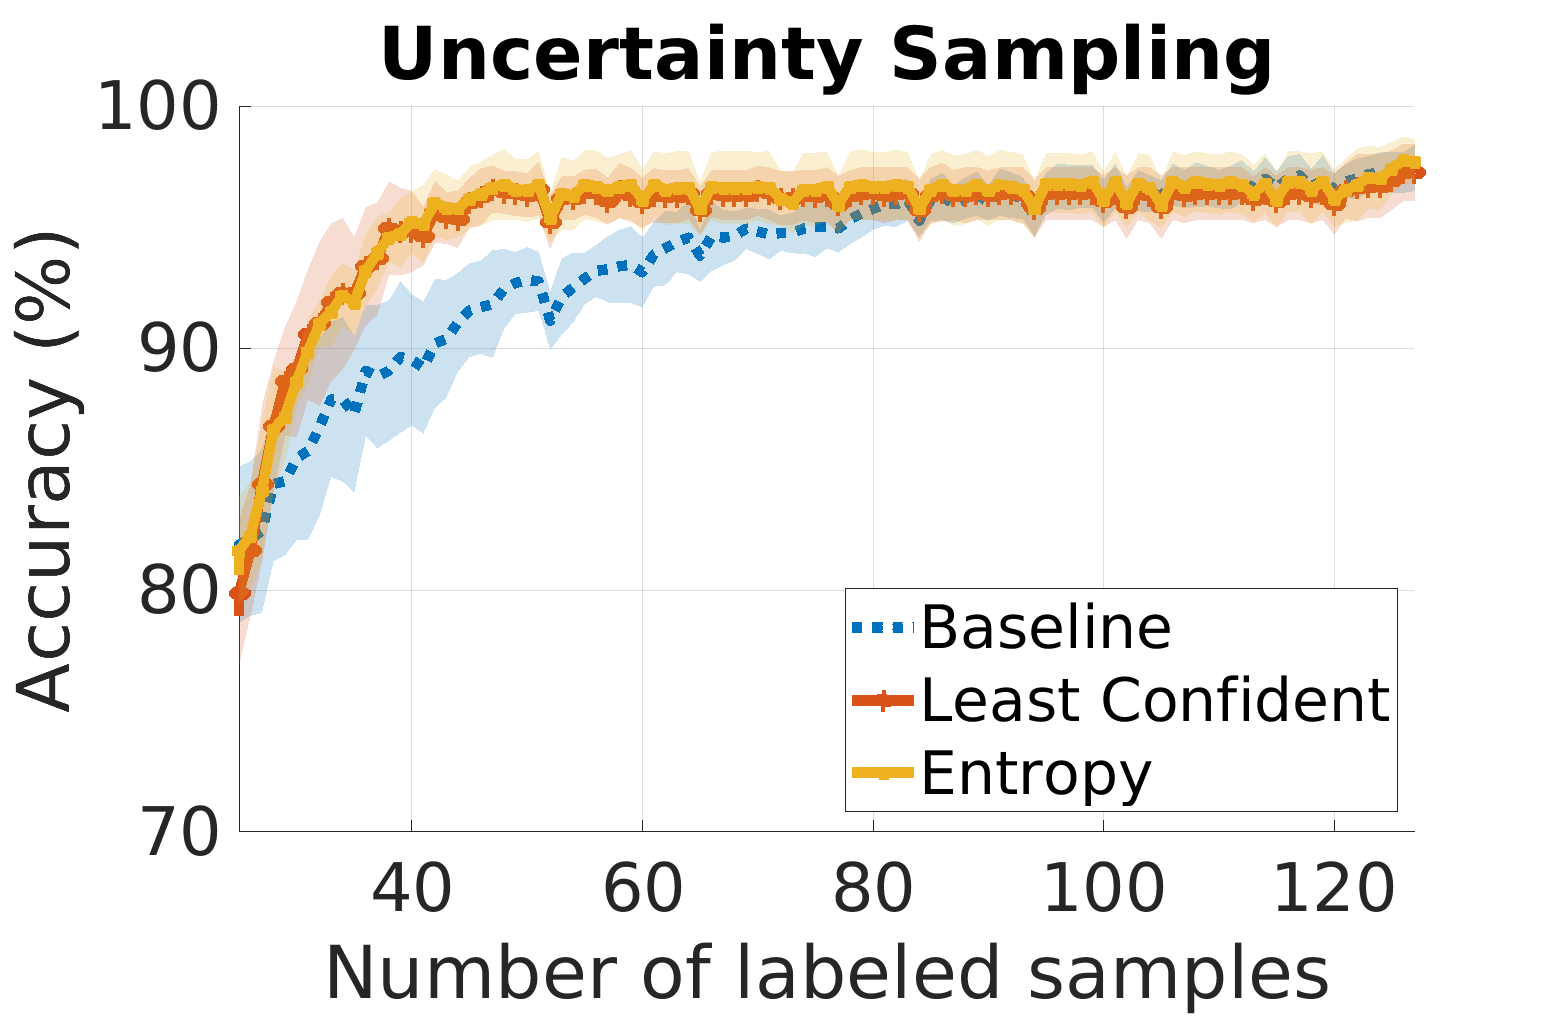 Uncertainty Sampling
100
90
80
70
Accuracy (%)
Baseline
Least Confident
Entropy
40 60 80 100 120
Number of labeled samples